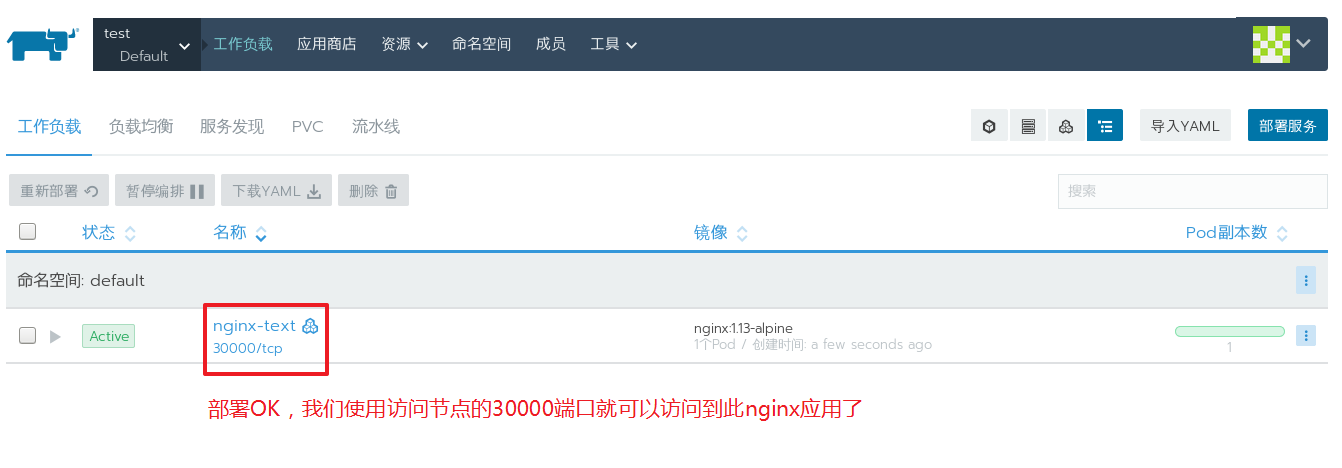 test
Default
工作负载 应用商店 资源 命名空间 成员 工具
工作负载 负载均衡 服务发现 PVC 流水线
导入YAML 部署服务
重新部署 暂停编排 下载YAML 删除 搜索
状态 名称 镜像 Pod副本数
命名空间: default
Active nginx-text nginx:1.13-alpine
30000/tcp 1个Pod / 创建时间: a few seconds ago 1
部署OK，我们使用访问节点的30000端口就可以访问到此nginx应用了